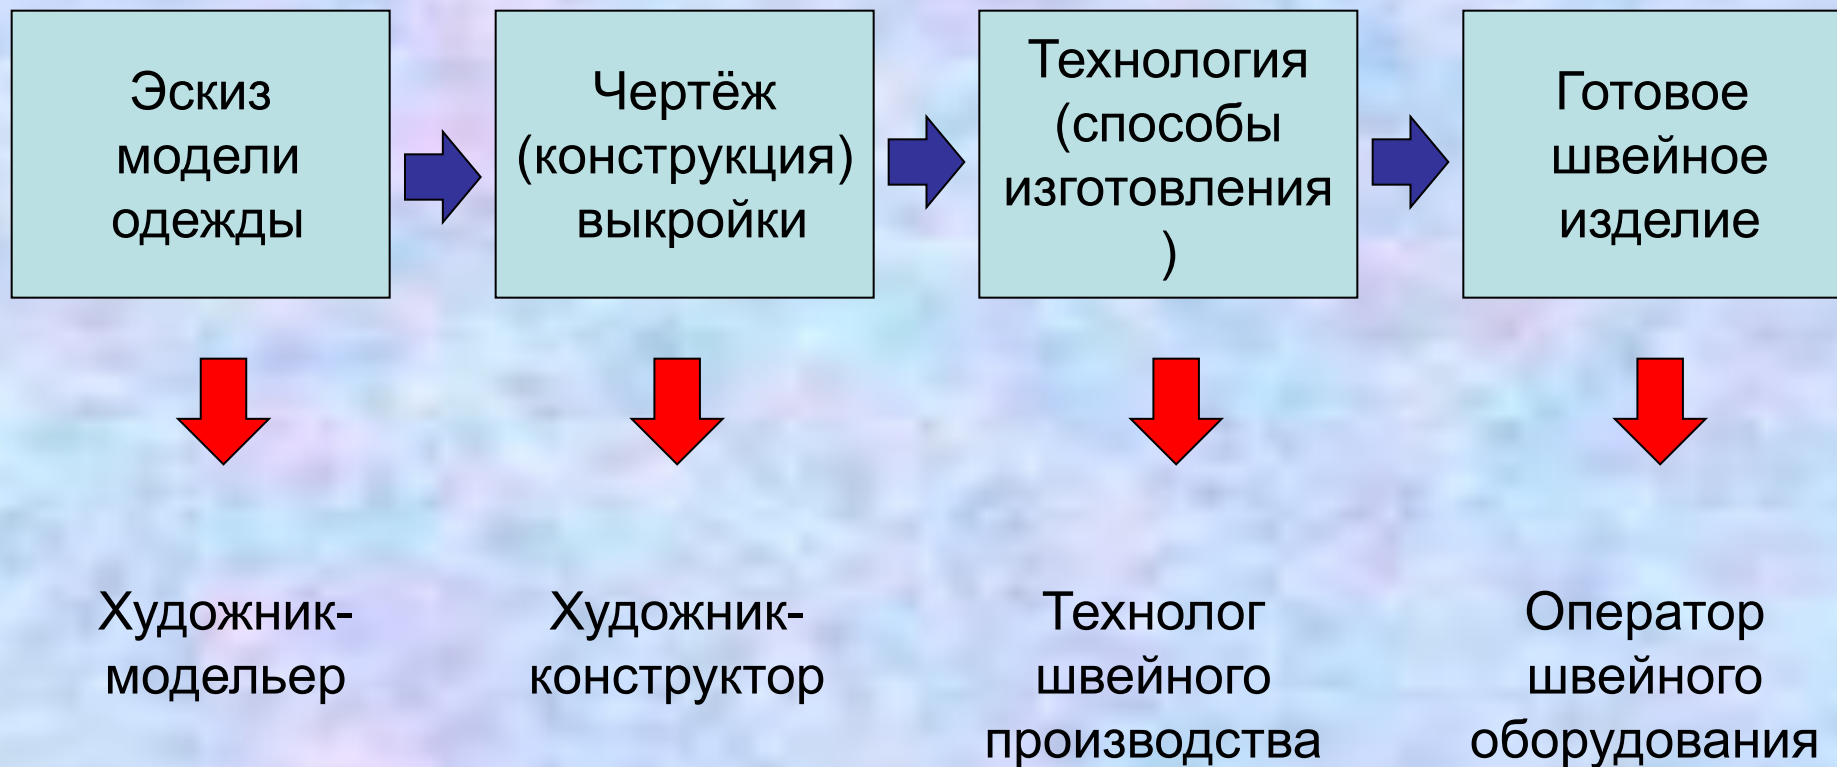 Эскиз
модели
одежды
Чертёж
(конструкция)
выкройки
Технология
(способы
изготовления
)
Готовое
швейное
изделие
Художник-
модельер
Художник-
конструктор
Технолог
швейного
производства
Оператор
швейного
оборудования